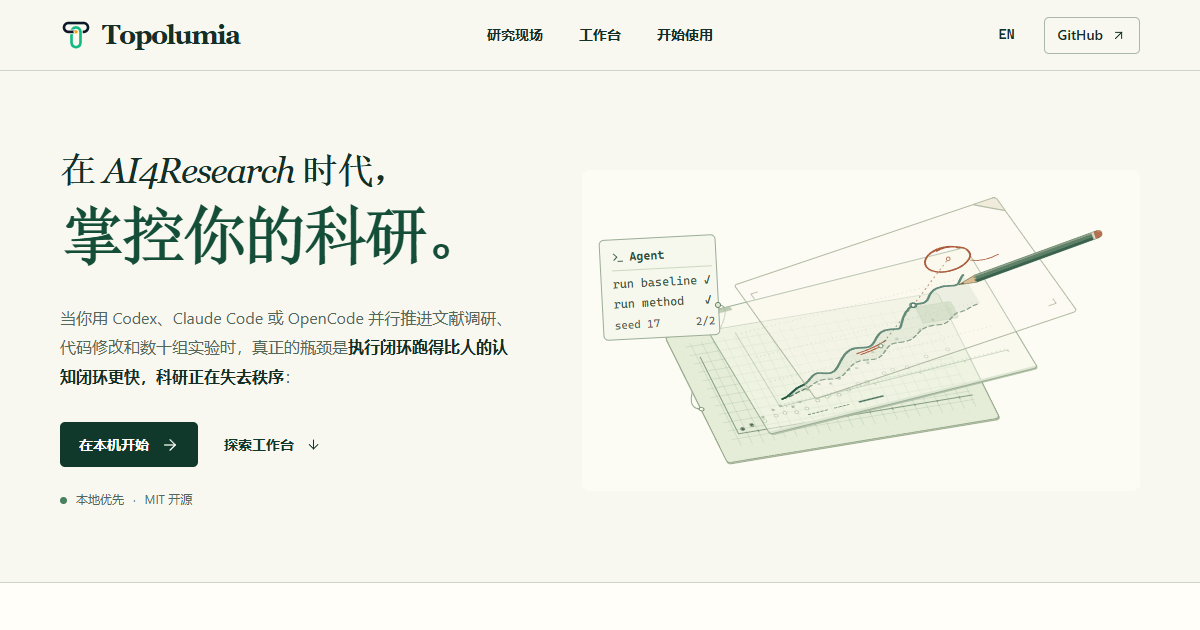 Topolumia
研究现场
工作台
开始使用
EN
GitHub
在 AI4Research 时代，
掌控你的科研。
当你用 Codex、Claude Code 或 OpenCode 并行推进文献调研、
代码修改和数十组实验时，真正的瓶颈是执行闭环跑得比人的认
知闭环更快，科研正在失去秩序：
在本机开始 →
探索工作台 ↓
本地优先 · MIT 开源
>_ Agent
run baseline ✓
run method ✓
seed 17 2/2